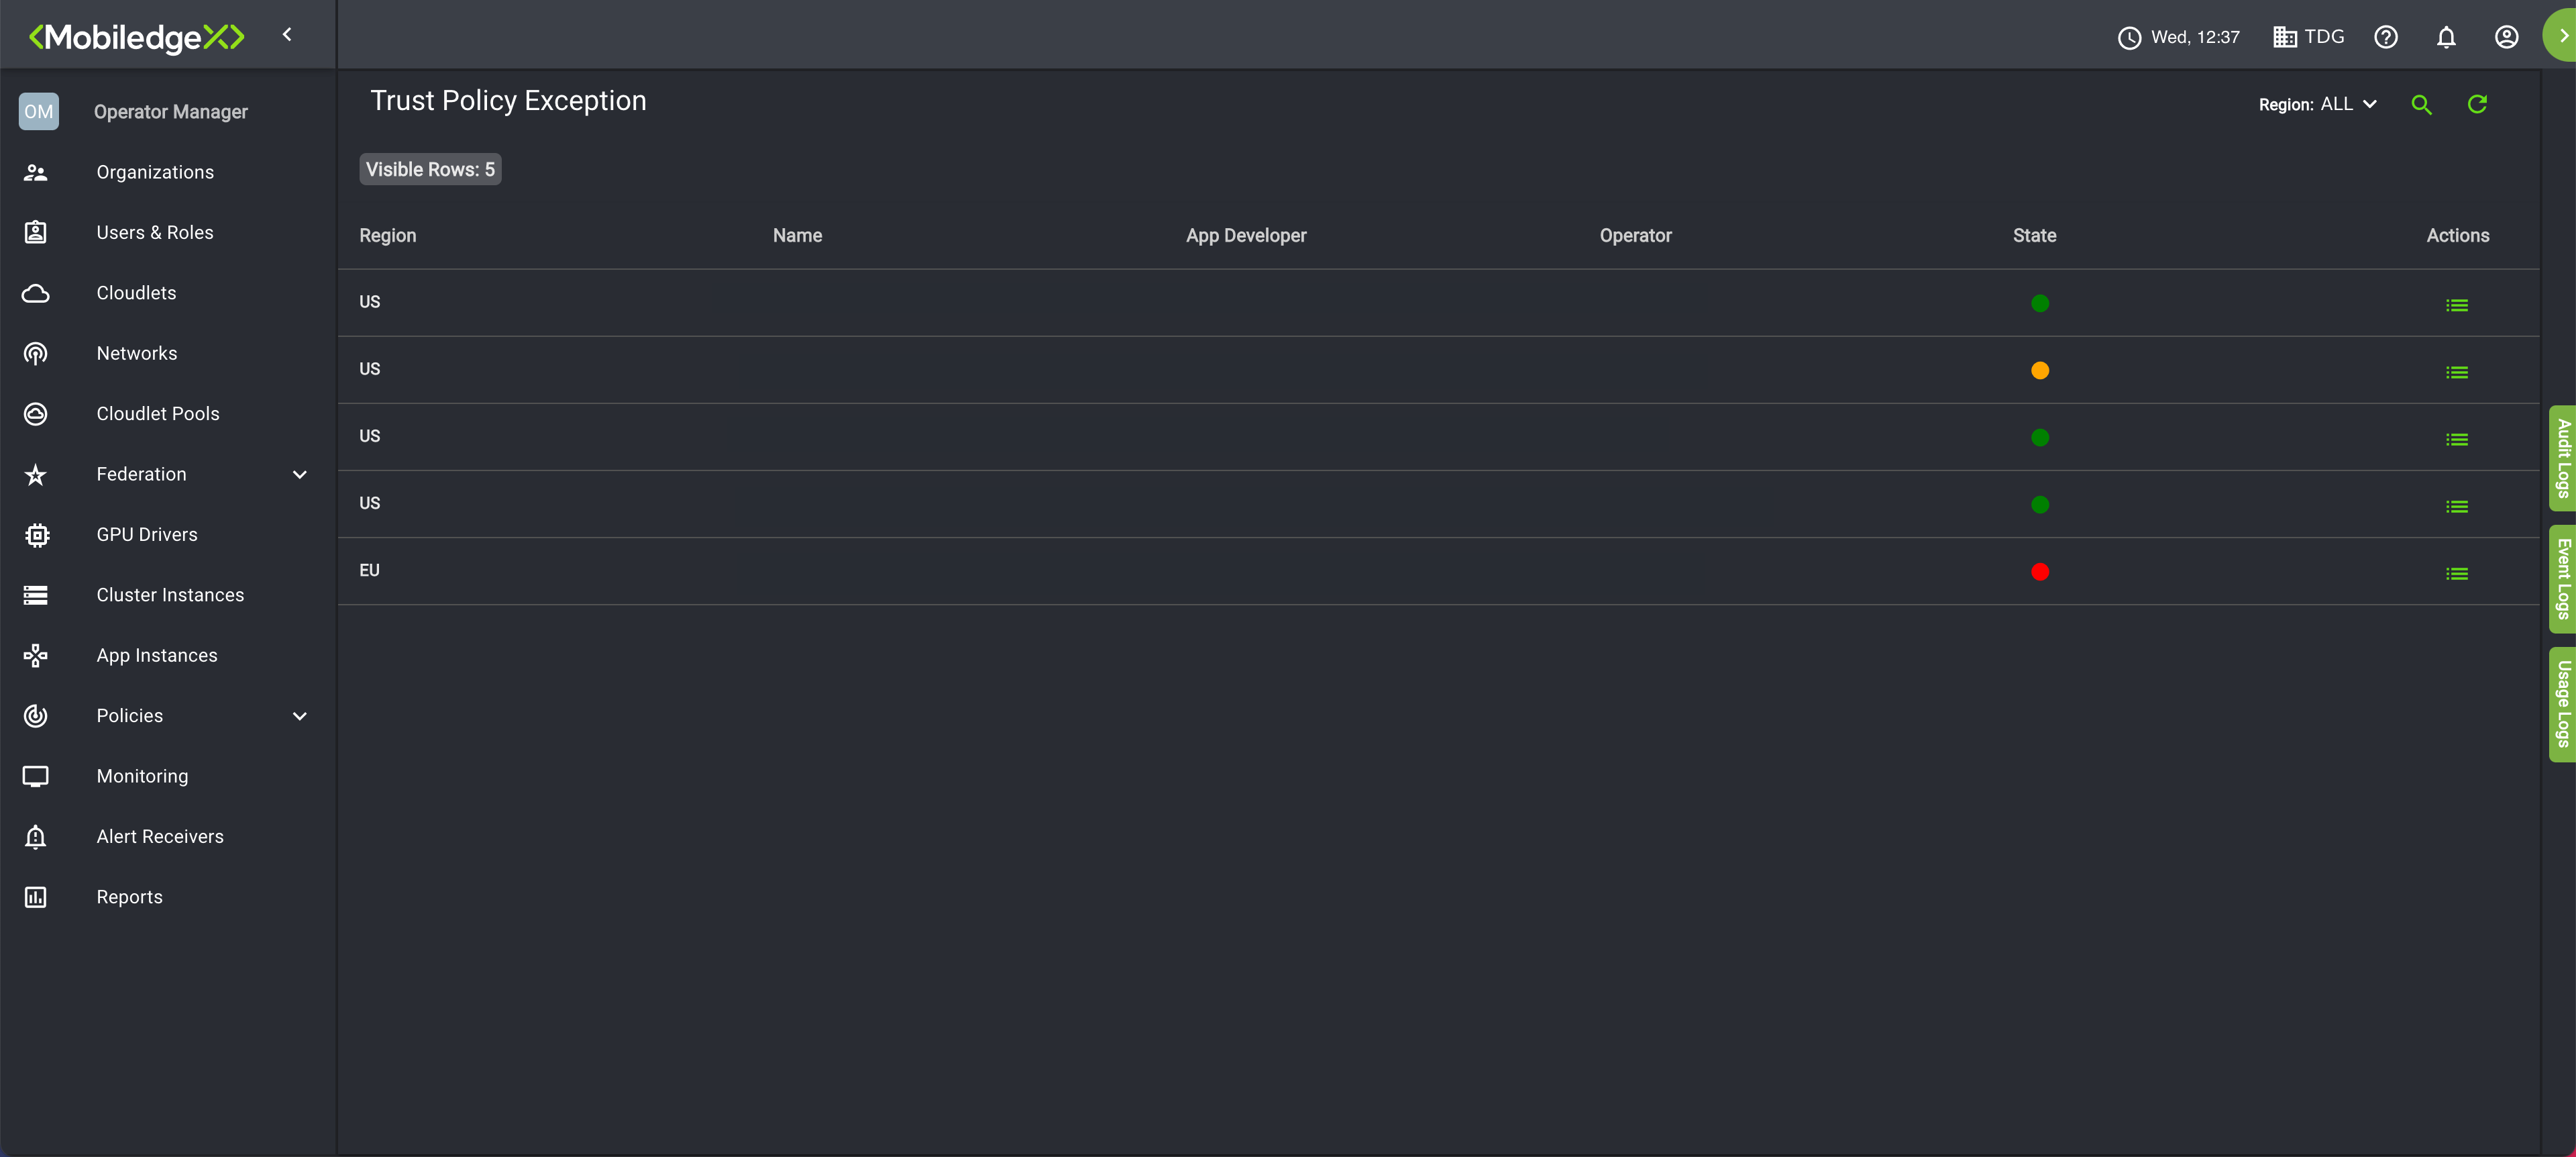 <MobiledgeX>
Wed, 12:37
TDG
OM
Operator Manager
Organizations
Users & Roles
Cloudlets
Networks
Cloudlet Pools
Federation
GPU Drivers
Cluster Instances
App Instances
Policies
Monitoring
Alert Receivers
Reports
Trust Policy Exception
Region: ALL
Visible Rows: 5
Region Name App Developer Operator State Actions
US
US
US
US
EU
Audit Logs
Event Logs
Usage Logs